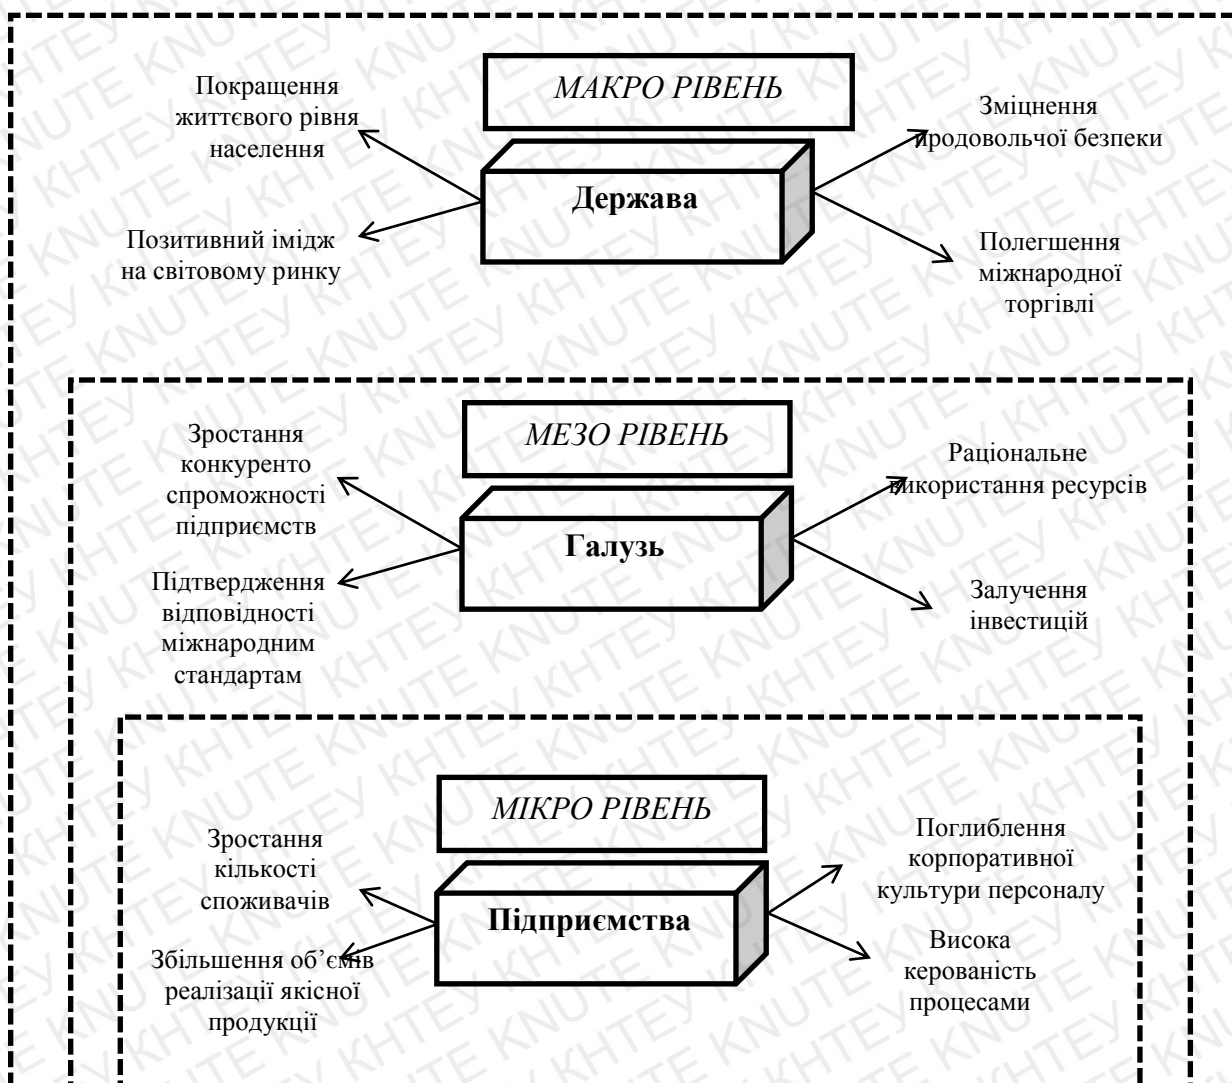 МАКРО РІВЕНЬ
Покращення
життєвого рівня
населення
Зміцнення
продовольчої безпеки
Держава
Позитивний імідж
на світовому ринку
Полегшення
міжнародної
торгівлі
МЕЗО РІВЕНЬ
Зростання
конкуренто
спроможності
підприємств
Раціональне
використання ресурсів
Галузь
Підтвердження
відповідності
міжнародним
стандартам
Залучення
інвестицій
МІКРО РІВЕНЬ
Зростання
кількості
споживачів
Поглиблення
корпоративної
культури персоналу
Підприємства
Збільшення об’ємів
реалізації якісної
продукції
Висока
керованість
процесами